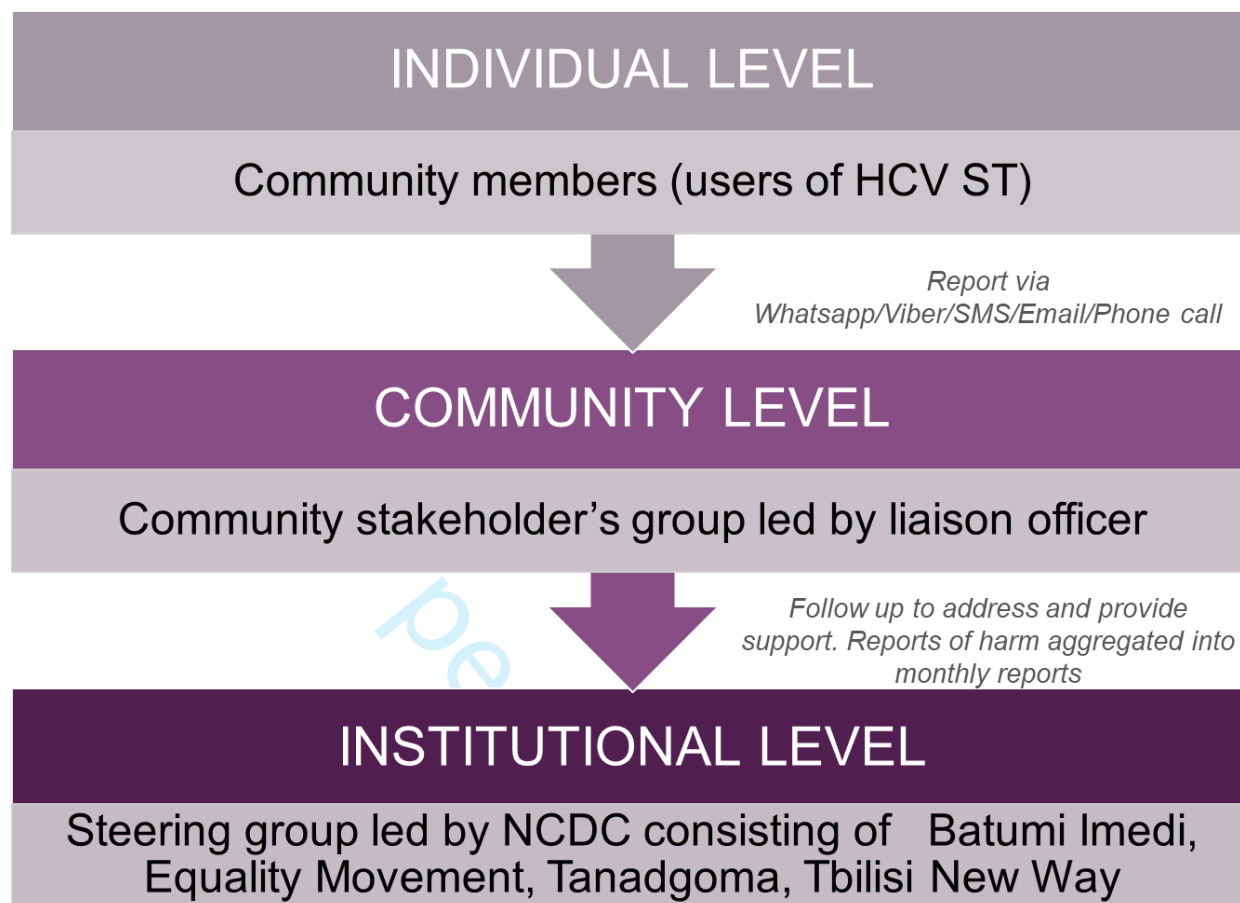 INDIVIDUAL LEVEL
Community members (users of HCV ST)
Report via
Whatsapp/Viber/SMS/Email/Phone call
COMMUNITY LEVEL
Community stakeholder’s group led by liaison officer
Follow up to address and provide
support. Reports of harm aggregated into
monthly reports
pe
INSTITUTIONAL LEVEL
Steering group led by NCDC consisting of Batumi Imedi,
Equality Movement, Tanadgoma, Tbilisi New Way